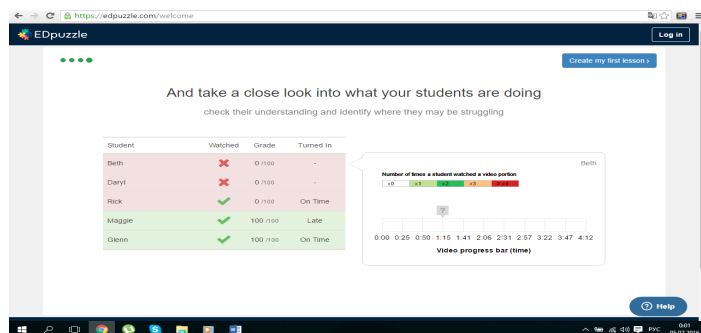 https://edpuzzle.com/welcome
EDpuzzle
Log in
Create my first lesson ›
And take a close look into what your students are doing
check their understanding and identify where they may be struggling
Student Watched Grade Turned In
Beth 0 /100 -
Daryl 0 /100 -
Rick 0 /100 On Time
Maggie 100 /100 Late
Glenn 100 /100 On Time
Beth
Number of times a student watched a video portion
x0 x1 x2 x3
?
0:00 0:25 0:50 1:15 1:41 2:06 2:31 2:57 3:22 3:47 4:12
Video progress bar (time)
? Help
РУС
0:01
05.07.2016